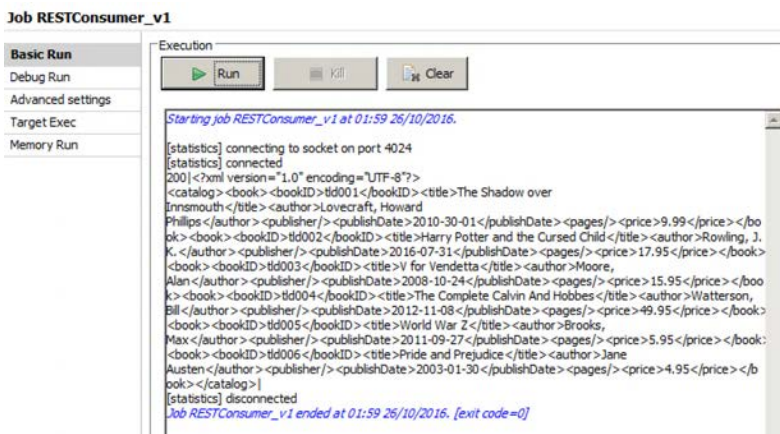 Job RESTConsumer_v1
Basic Run
Debug Run
Advanced settings
Target Exec
Memory Run
Execution
Run
Kill
Clear
Starting job RESTConsumer_v1 at 01:59 26/10/2016.
[statistics] connecting to socket on port 4024
[statistics] connected
200|<?xml version="1.0" encoding="UTF-8"?>
<catalog><book><bookID>tld001</bookID><title>The Shadow over
Innsmouth</title><author>Lovecraft, Howard
Phillips</author><publisher/><publishDate>2010-30-01</publishDate><pages/><price>9.99</price></bo
ok><book><bookID>tld002</bookID><title>Harry Potter and the Cursed Child</title><author>Rowling, J.
K.</author><publisher/><publishDate>2016-07-31</publishDate><pages/><price>17.95</price></book>
<book><bookID>tld003</bookID><title>V for Vendetta</title><author>Moore,
Alan</author><publisher/><publishDate>2008-10-24</publishDate><pages/><price>15.95</price></boo
k><book><bookID>tld004</bookID><title>The Complete Calvin And Hobbes</title><author>Watterson,
Bill</author><publisher/><publishDate>2012-11-08</publishDate><pages/><price>49.95</price></book>
<book><bookID>tld005</bookID><title>World War Z</title><author>Brooks,
Max</author><publisher/><publishDate>2011-09-27</publishDate><pages/><price>5.95</price></book>
<book><bookID>tld006</bookID><title>Pride and Prejudice</title><author>Jane
Austen</author><publisher/><publishDate>2003-01-30</publishDate><pages/><price>4.95</price></b
ook></catalog>|
[statistics] disconnected
Job RESTConsumer_v1 ended at 01:59 26/10/2016. [exit code=0]